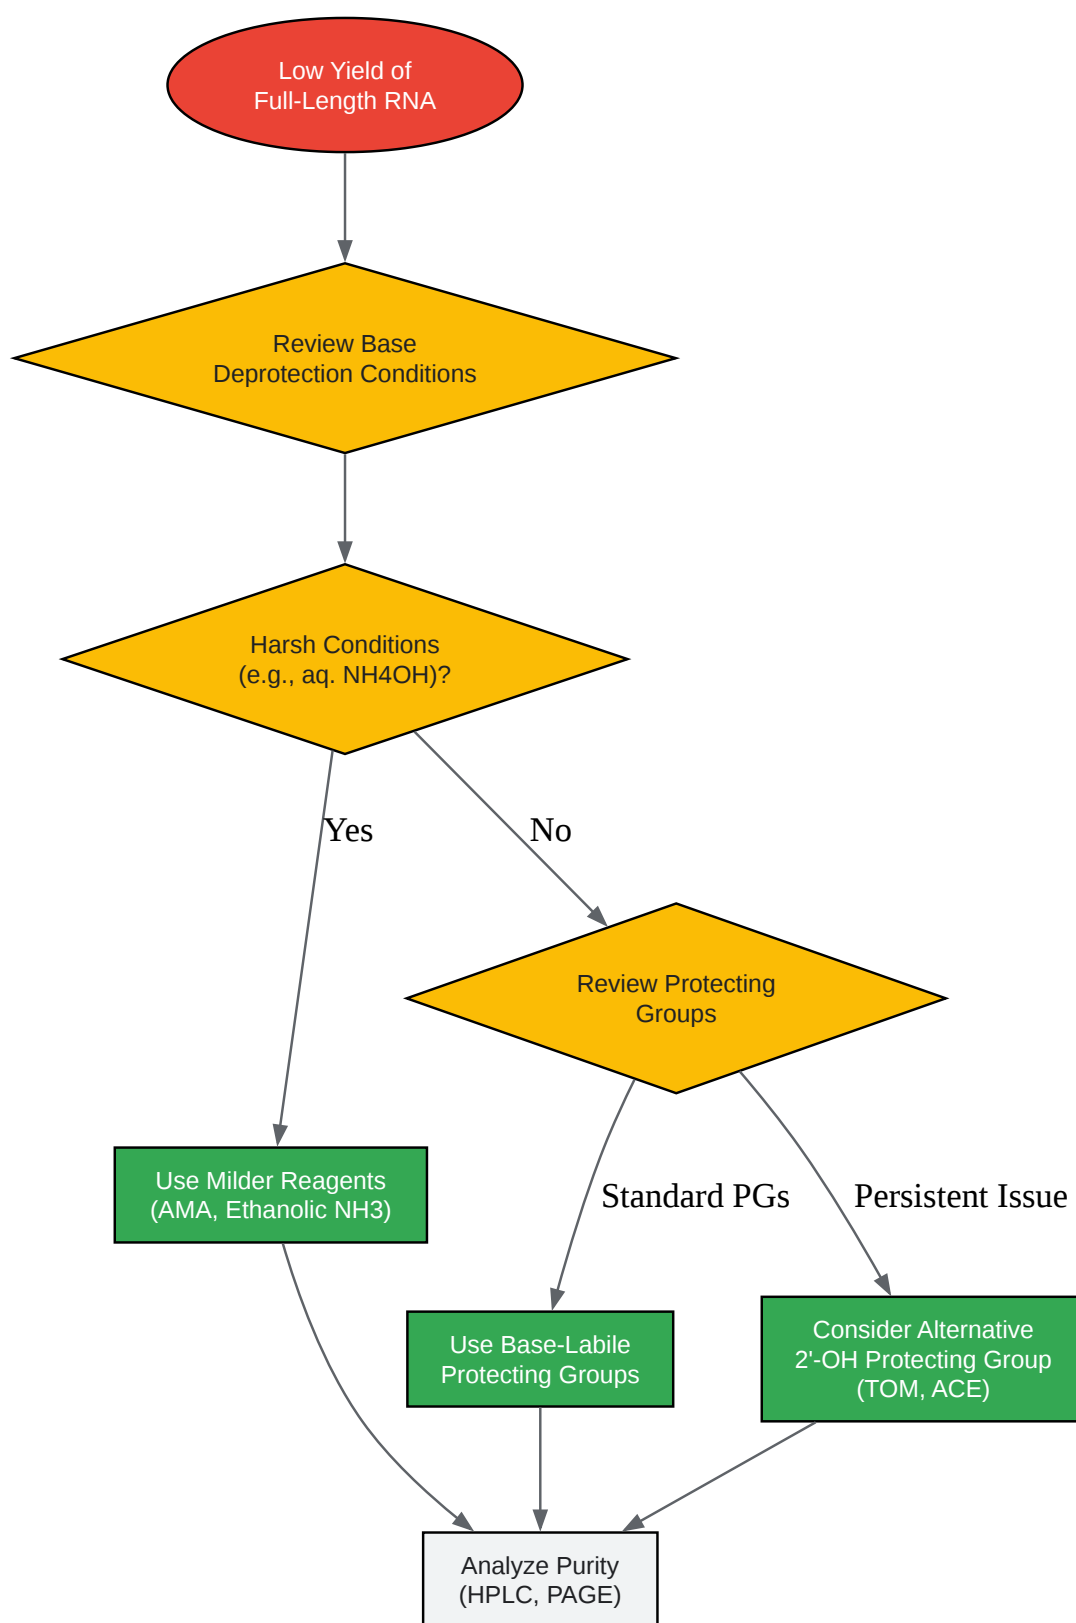 Low Yield of
Full-Length RNA
Review Base
Deprotection Conditions
Harsh Conditions
(e.g., aq. NH4OH)?
Yes
No
Review Protecting
Groups
Use Milder Reagents
(AMA, Ethanolic NH3)
Standard PGs
Persistent Issue
Use Base-Labile
Protecting Groups
Consider Alternative
2'-OH Protecting Group
(TOM, ACE)
Analyze Purity
(HPLC, PAGE)